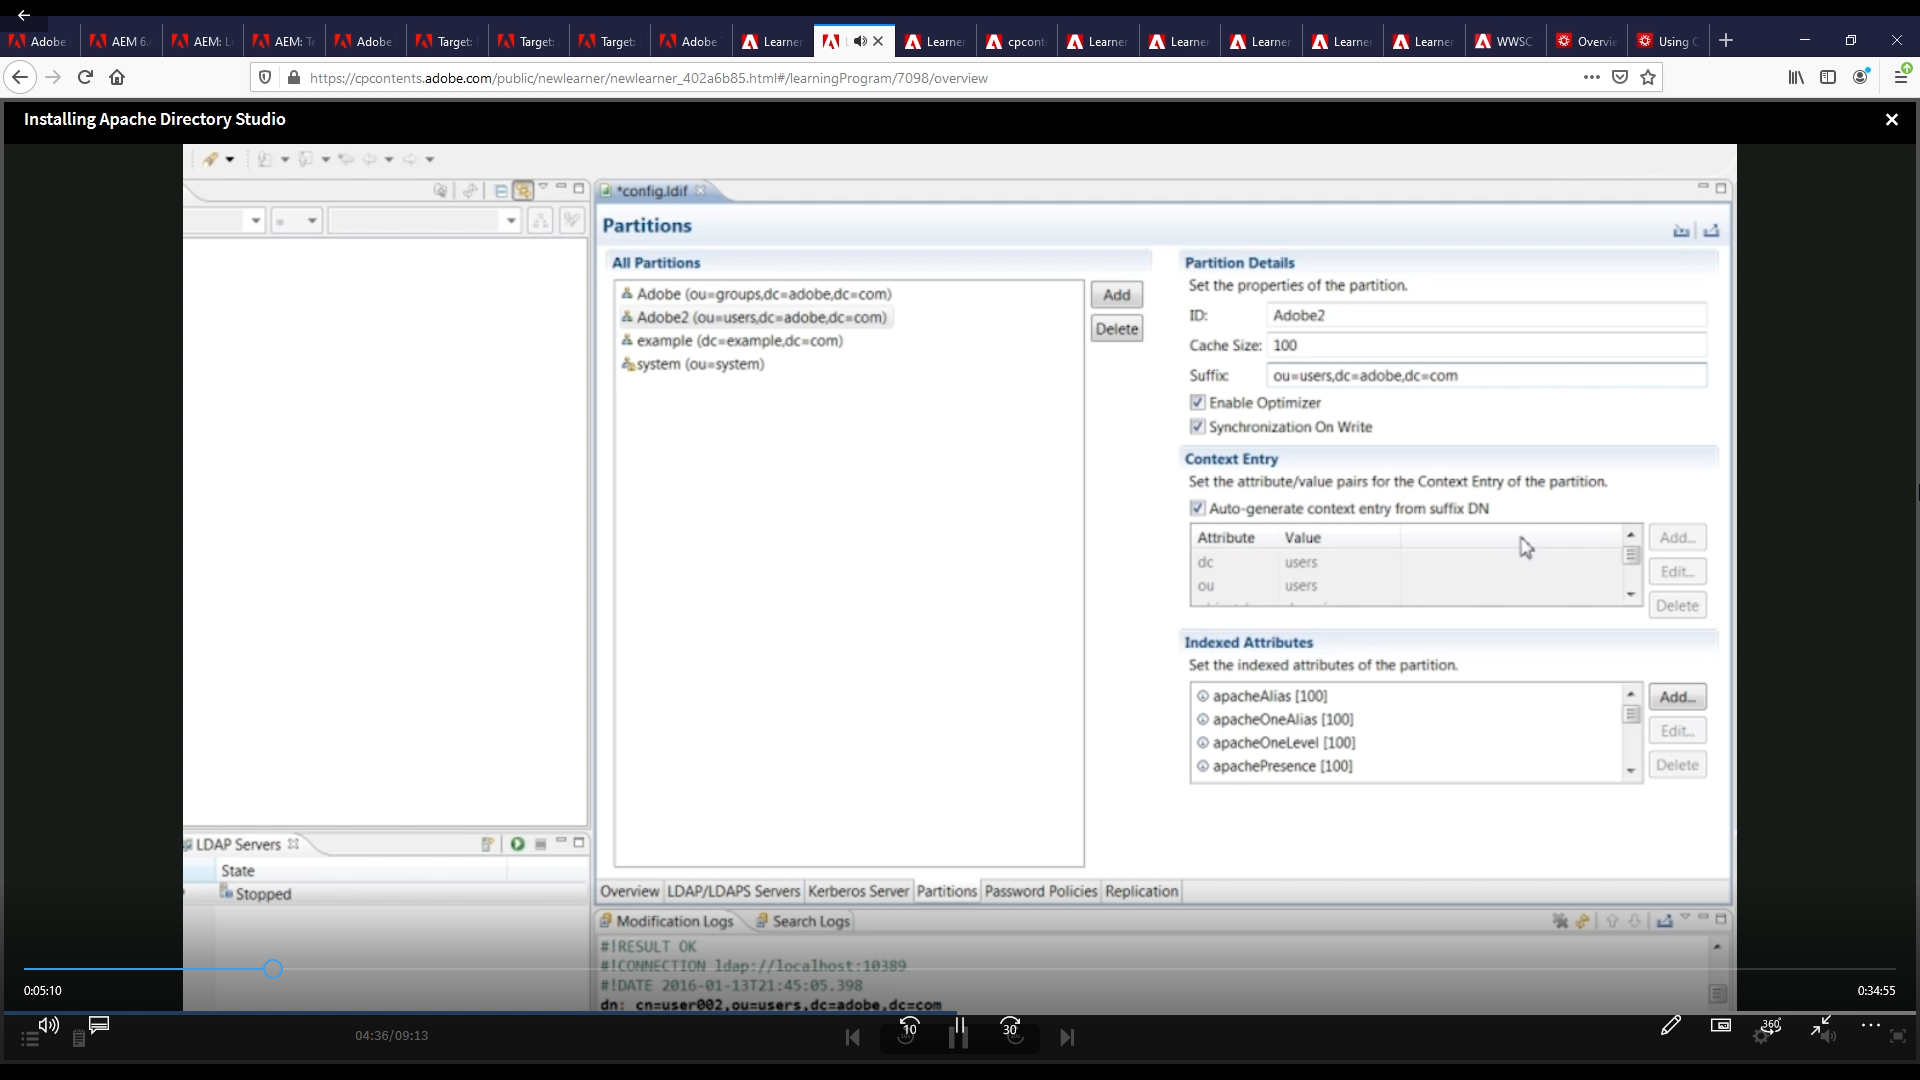 Adobe
AEM 6.
AEM: L
AEM: Te
Adobe
Target:
Target:
Target:
Adobe
Learner
Learner
cpcont
Learner
Learner
Learner
Learner
Learner
WWSC
Overvie
Using C
https://cpcontents.adobe.com/public/newlearner/newlearner_402a6b85.html#/learningProgram/7098/overview
Installing Apache Directory Studio
*config.ldif
Partitions
All Partitions
Adobe (ou=groups,dc=adobe,dc=com)
Adobe2 (ou=users,dc=adobe,dc=com)
example (dc=example,dc=com)
system (ou=system)
Add
Delete
Partition Details
Set the properties of the partition.
ID: Adobe2
Cache Size: 100
Suffix: ou=users,dc=adobe,dc=com
Enable Optimizer
Synchronization On Write
Context Entry
Set the attribute/value pairs for the Context Entry of the partition.
Auto-generate context entry from suffix DN
Attribute Value
dc users
ou users
Add...
Edit...
Delete
Indexed Attributes
Set the indexed attributes of the partition.
apacheAlias [100]
apacheOneAlias [100]
apacheOneLevel [100]
apachePresence [100]
Add...
Edit...
Delete
LDAP Servers
State
Stopped
Overview LDAP/LDAPS Servers Kerberos Server Partitions Password Policies Replication
Modification Logs Search Logs
#!RESULT OK
#!CONNECTION ldap://localhost:10389
#!DATE 2016-01-13T21:45:05.398
dn: cn=user002,ou=users,dc=adobe,dc=com
0:05:10
0:34:55
04:36/09:13
10
30
360